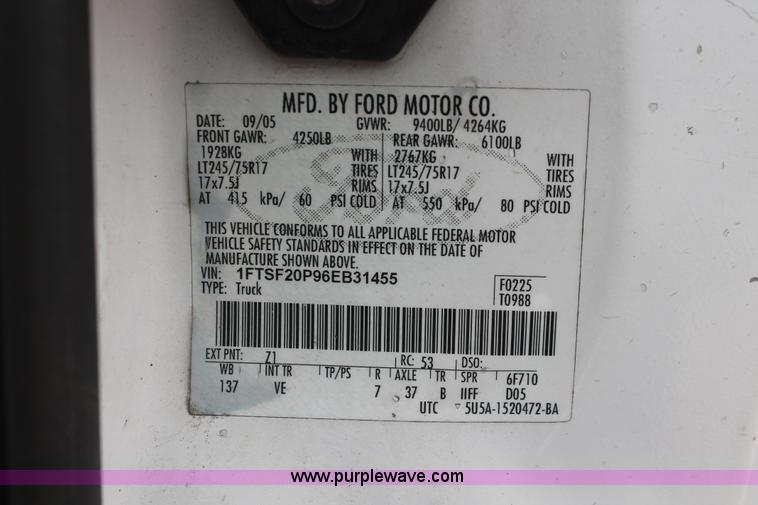 MFD. BY FORD MOTOR CO.
DATE: 09/05 GVWR: 9400LB/ 4264KG
FRONT GAWR: 4250LB REAR GAWR: 6100LB
1928KG WITH 2767KG WITH
LT245/75R17 TIRES LT245/75R17 TIRES
17x7.5J RIMS 17x7.5J RIMS
AT 415 kPa/ 60 PSI COLD AT 550 kPa/ 80 PSI COLD
Ford
THIS VEHICLE CONFORMS TO ALL APPLICABLE FEDERAL MOTOR
VEHICLE SAFETY STANDARDS IN EFFECT ON THE DATE OF
MANUFACTURE SHOWN ABOVE.
VIN: 1FTSF20P96EB31455 F0225
TYPE: Truck T0988
EXT PNT: Z1 RC: 53 DSO:
WB INT TR TP/PS R AXLE TR SPR 6F710
137 VE 7 37 B IIFF D05
UTC 5U5A-1520472-BA
www.purplewave.com